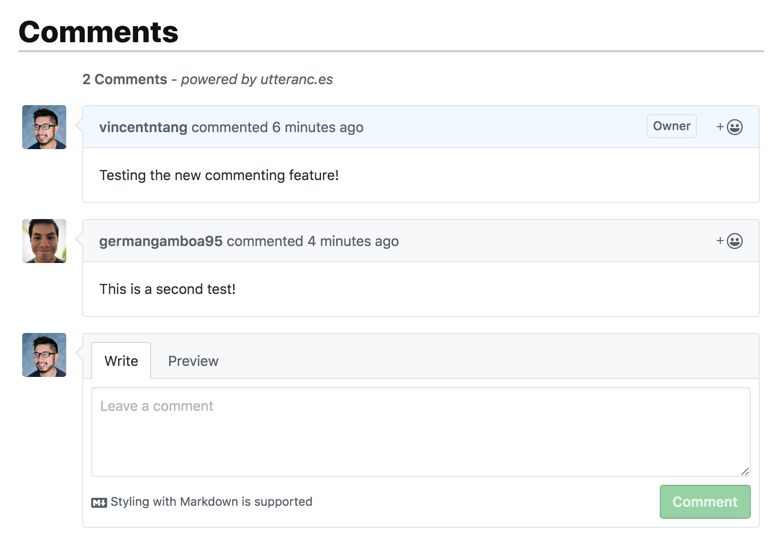 Comments
2 Comments - powered by utteranc.es
vincentntang commented 6 minutes ago Owner +
Testing the new commenting feature!
germangamboa95 commented 4 minutes ago +
This is a second test!
Write Preview
Leave a comment
Styling with Markdown is supported Comment